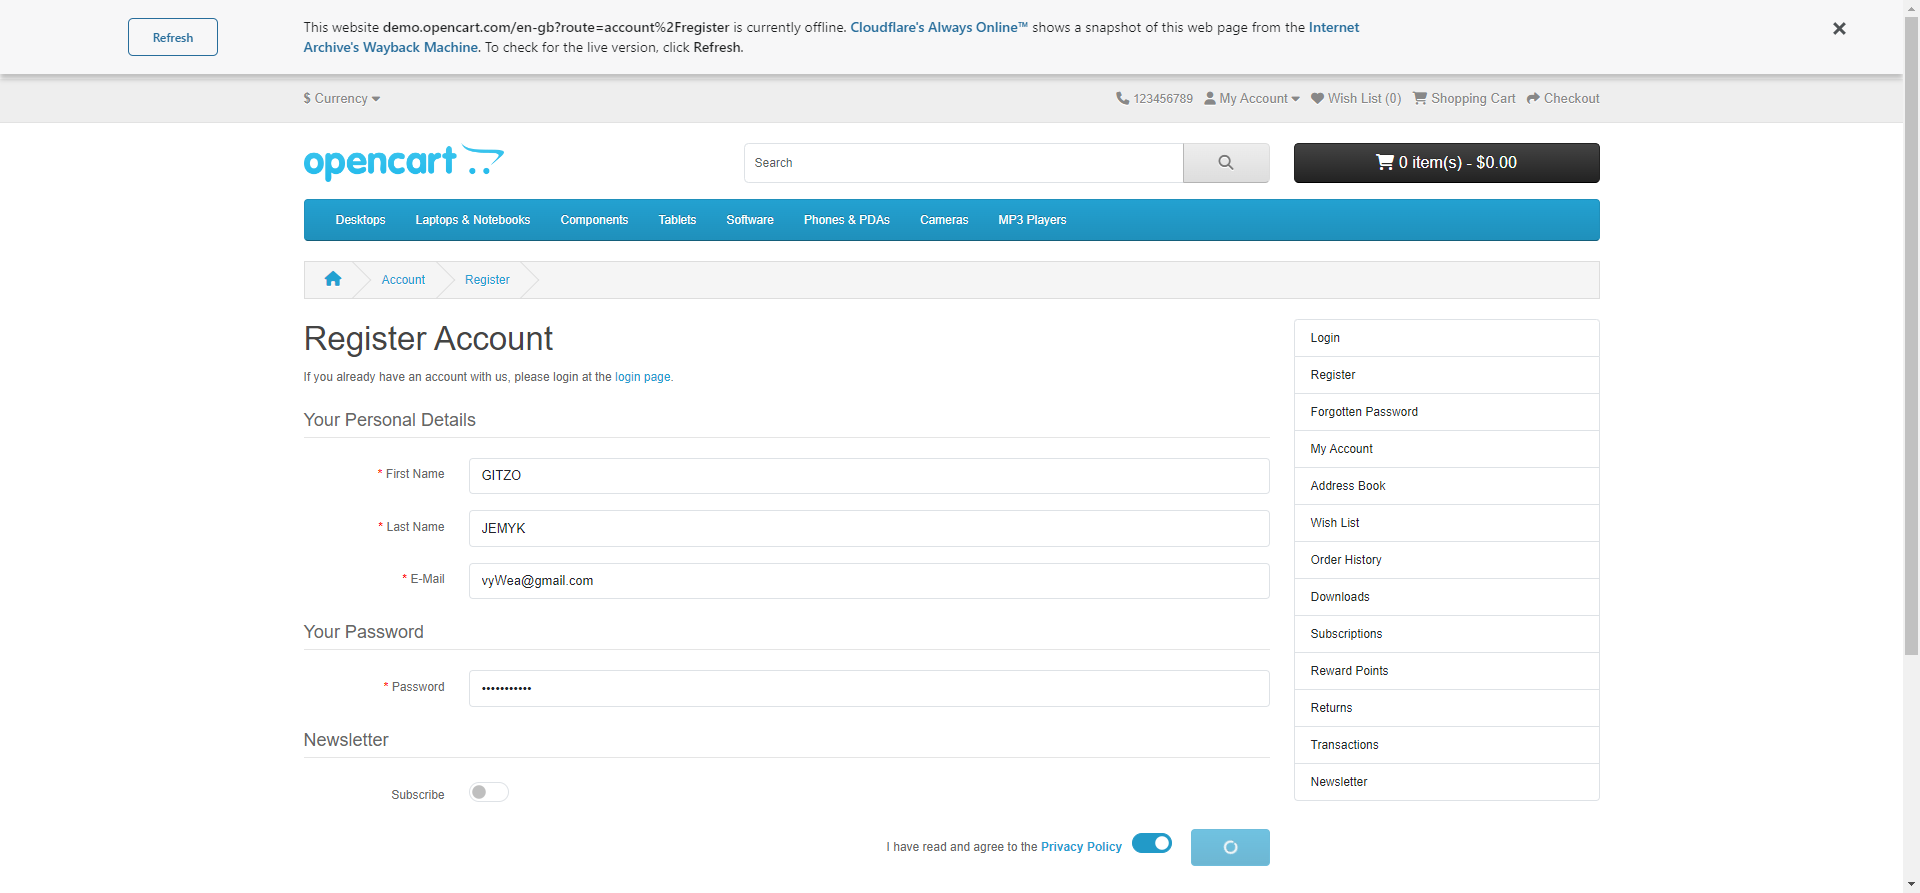 Refresh
This website demo.opencart.com/en-gb?route=account%2Fregister is currently offline. Cloudflare's Always Online™ shows a snapshot of this web page from the Internet
Archive's Wayback Machine. To check for the live version, click Refresh.
$ Currency
123456789 My Account Wish List (0) Shopping Cart Checkout
opencart
Search
0 item(s) - $0.00
Desktops Laptops & Notebooks Components Tablets Software Phones & PDAs Cameras MP3 Players
Account Register
Register Account
If you already have an account with us, please login at the login page.
Your Personal Details
* First Name GITZO
* Last Name JEMYK
* E-Mail vyWea@gmail.com
Your Password
* Password •••••••••••
Newsletter
Subscribe
I have read and agree to the Privacy Policy
Login
Register
Forgotten Password
My Account
Address Book
Wish List
Order History
Downloads
Subscriptions
Reward Points
Returns
Transactions
Newsletter